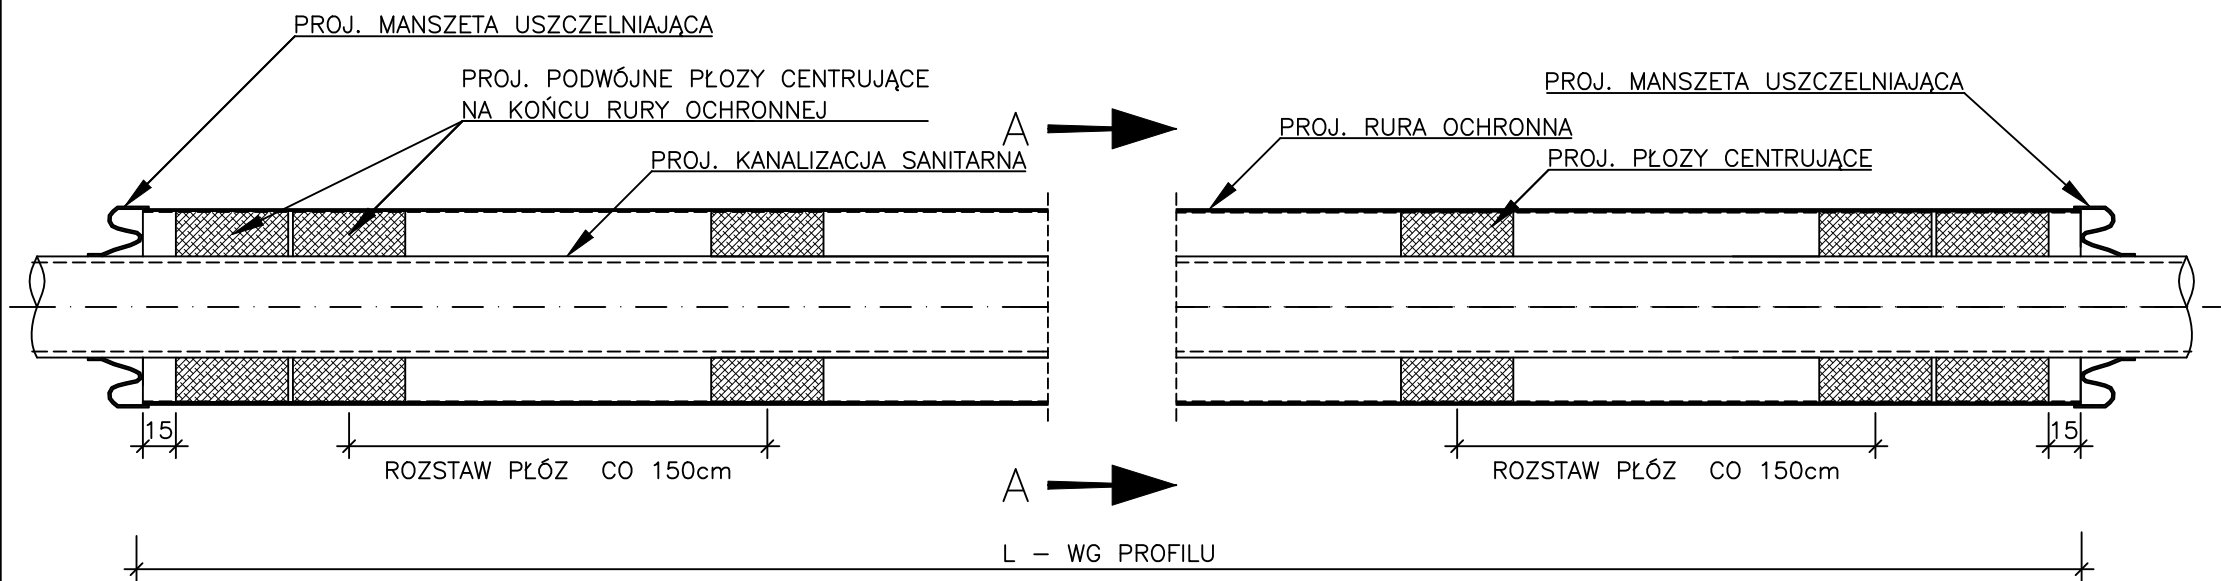 PROJ. MANSZETA USZCZELNIAJĄCA
PROJ. PODWÓJNE PŁOZY CENTRUJĄCE
NA KOŃCU RURY OCHRONNEJ
PROJ. KANALIZACJA SANITARNA
A
PROJ. MANSZETA USZCZELNIAJĄCA
PROJ. RURA OCHRONNA
PROJ. PŁOZY CENTRUJĄCE
15
ROZSTAW PŁÓZ CO 150cm
A
15
ROZSTAW PŁÓZ CO 150cm
L – WG PROFILU